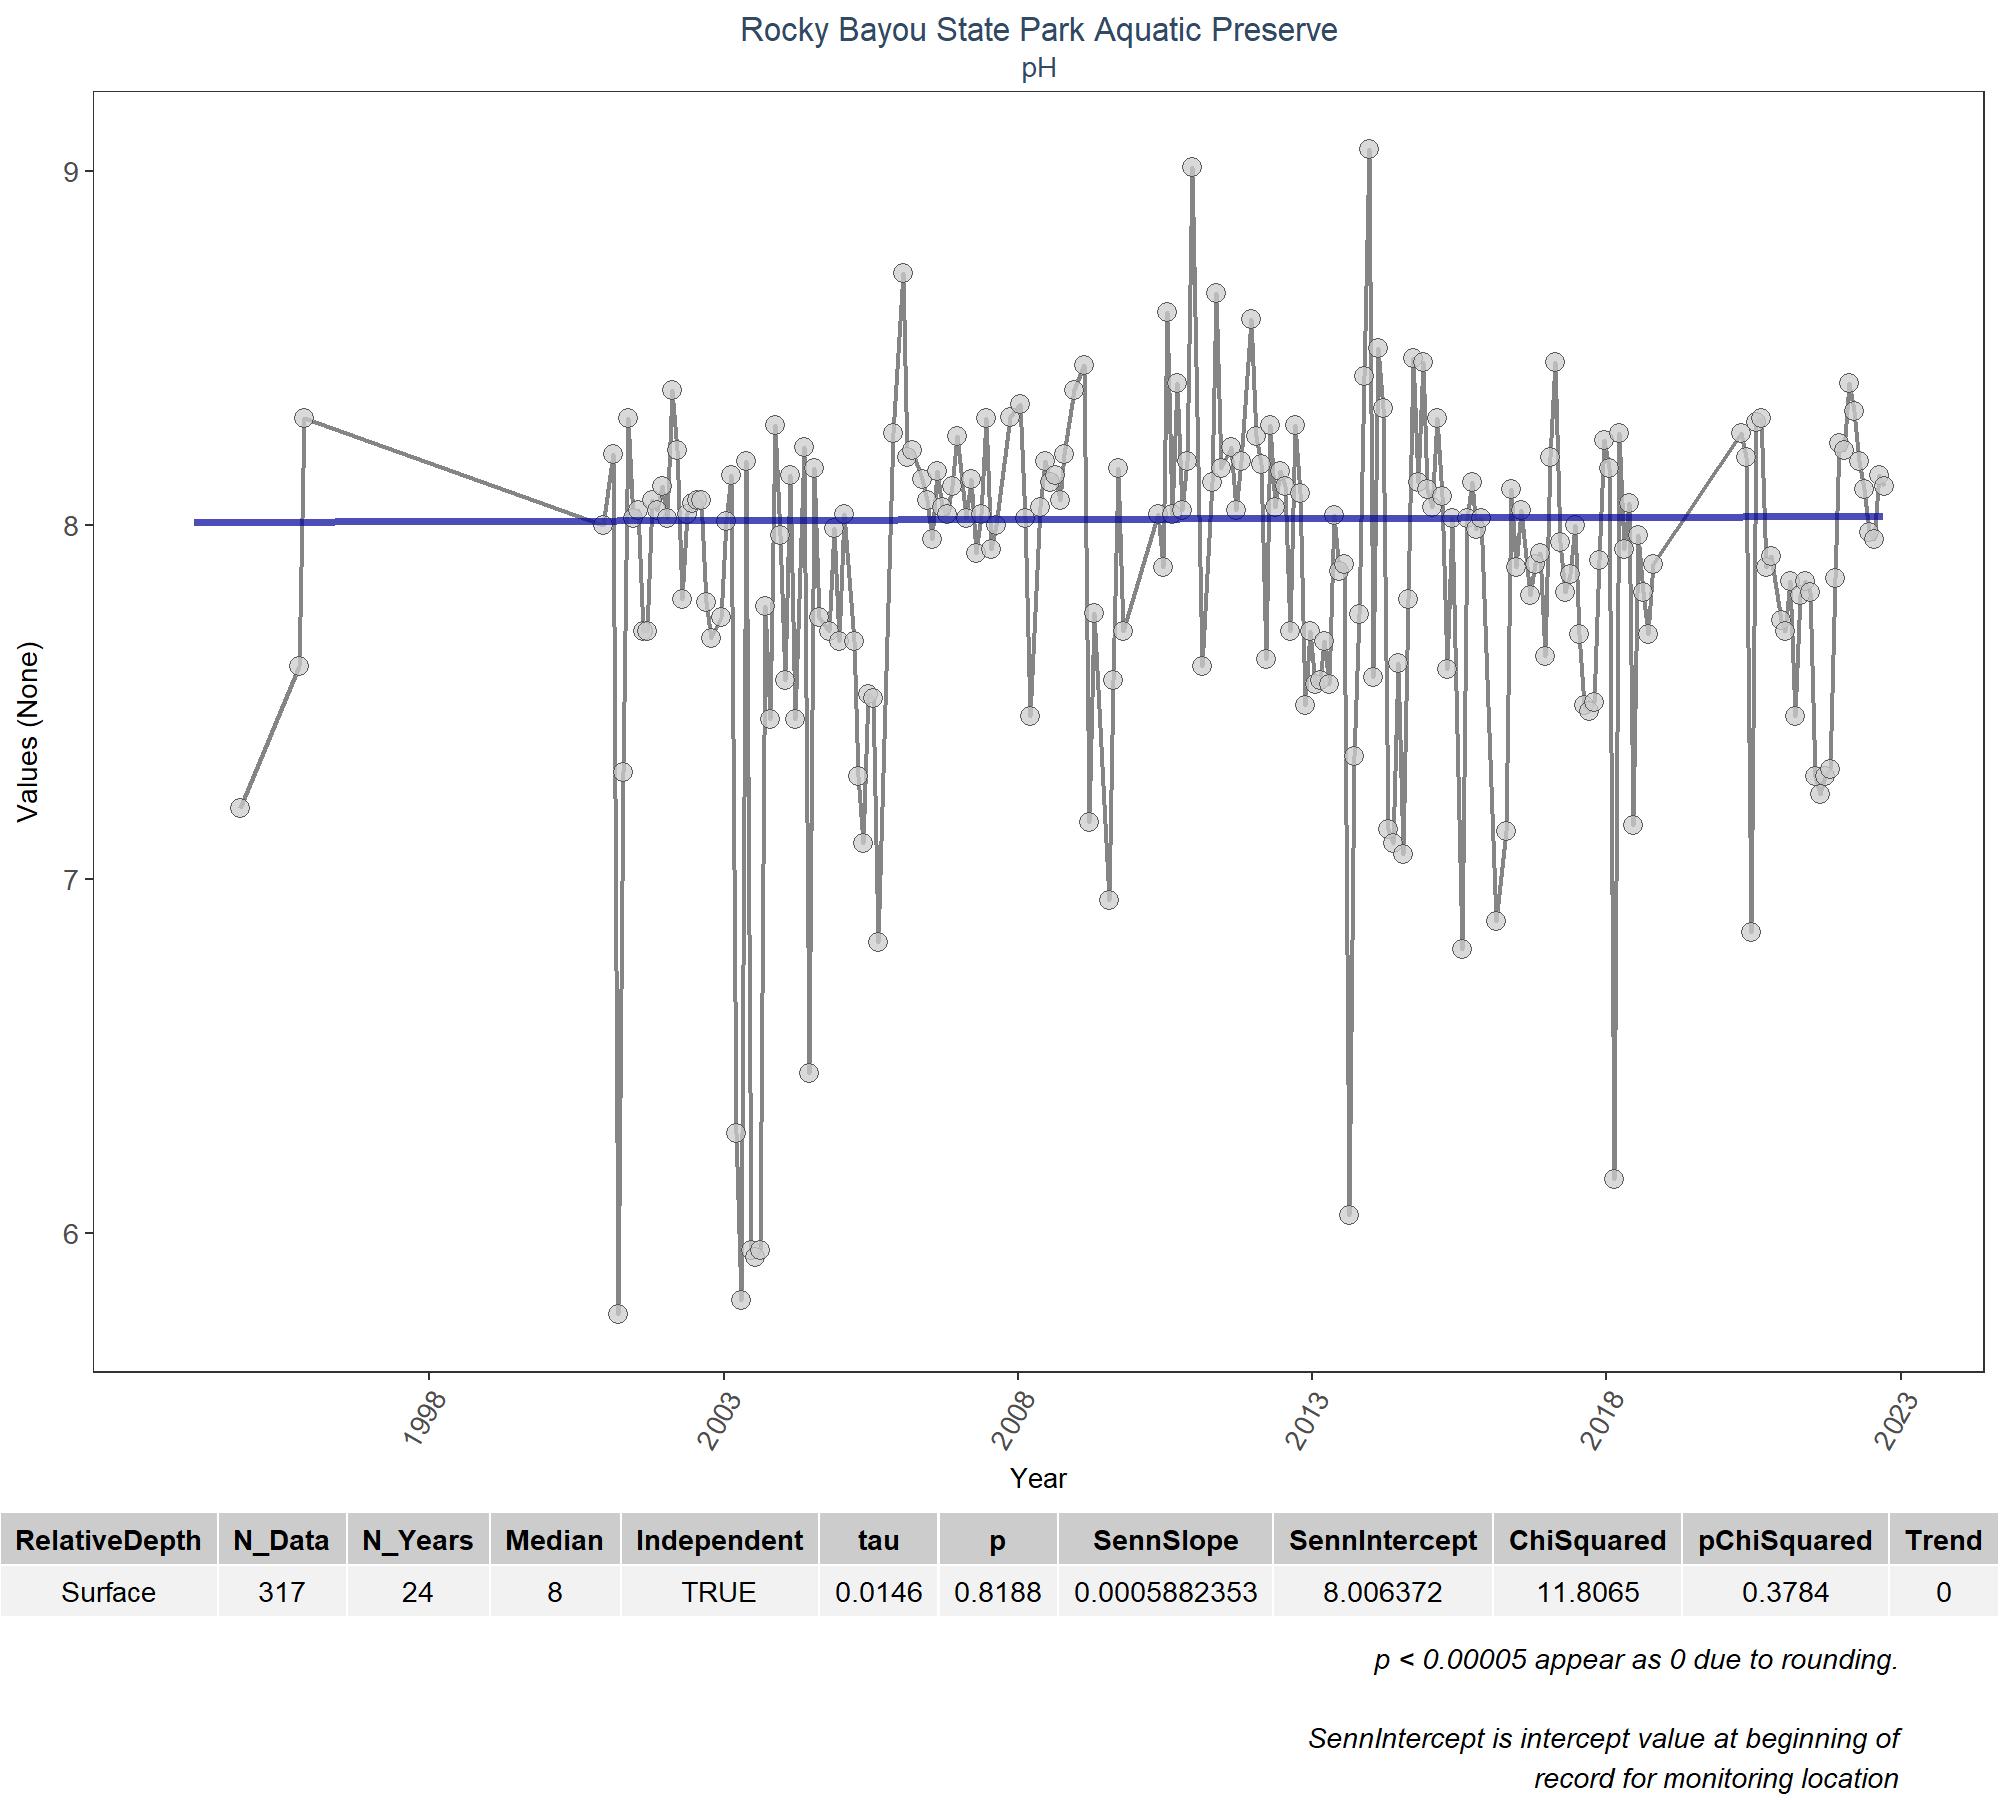 Rocky Bayou State Park Aquatic Preserve
pH
9
8
7
6
Values (None)
1998
2003
2008
2013
2018
2023
Year
RelativeDepth N_Data N_Years Median Independent tau p SennSlope SennIntercept ChiSquared pChiSquared Trend
Surface 317 24 8 TRUE 0.0146 0.8188 0.0005882353 8.006372 11.8065 0.3784 0
p < 0.00005 appear as 0 due to rounding.
SennIntercept is intercept value at beginning of
record for monitoring location